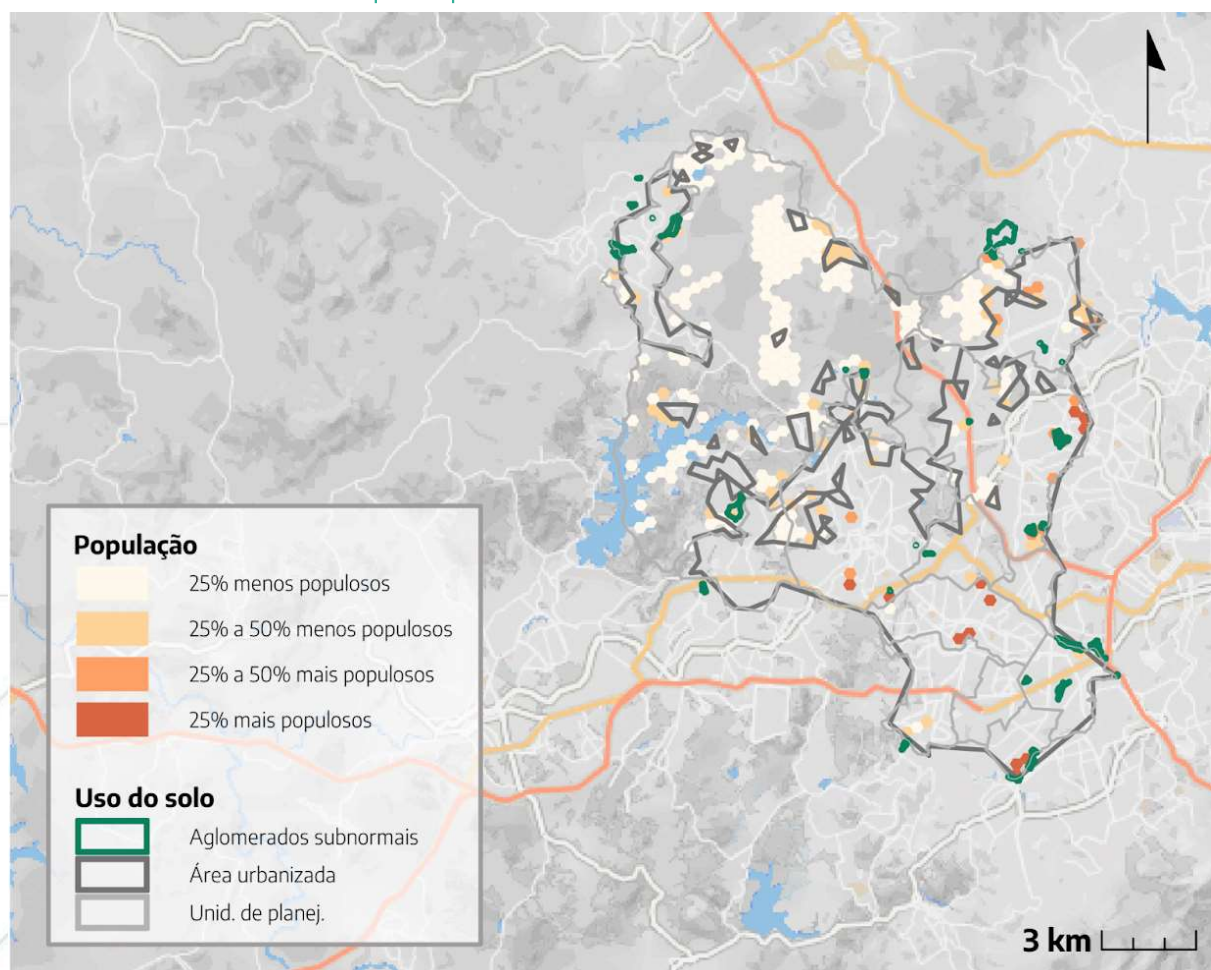 População
25% menos populosos
25% a 50% menos populosos
25% a 50% mais populosos
25% mais populosos
Uso do solo
Aglomerados subnormais
Área urbanizada
Unid. de planej.
3 km